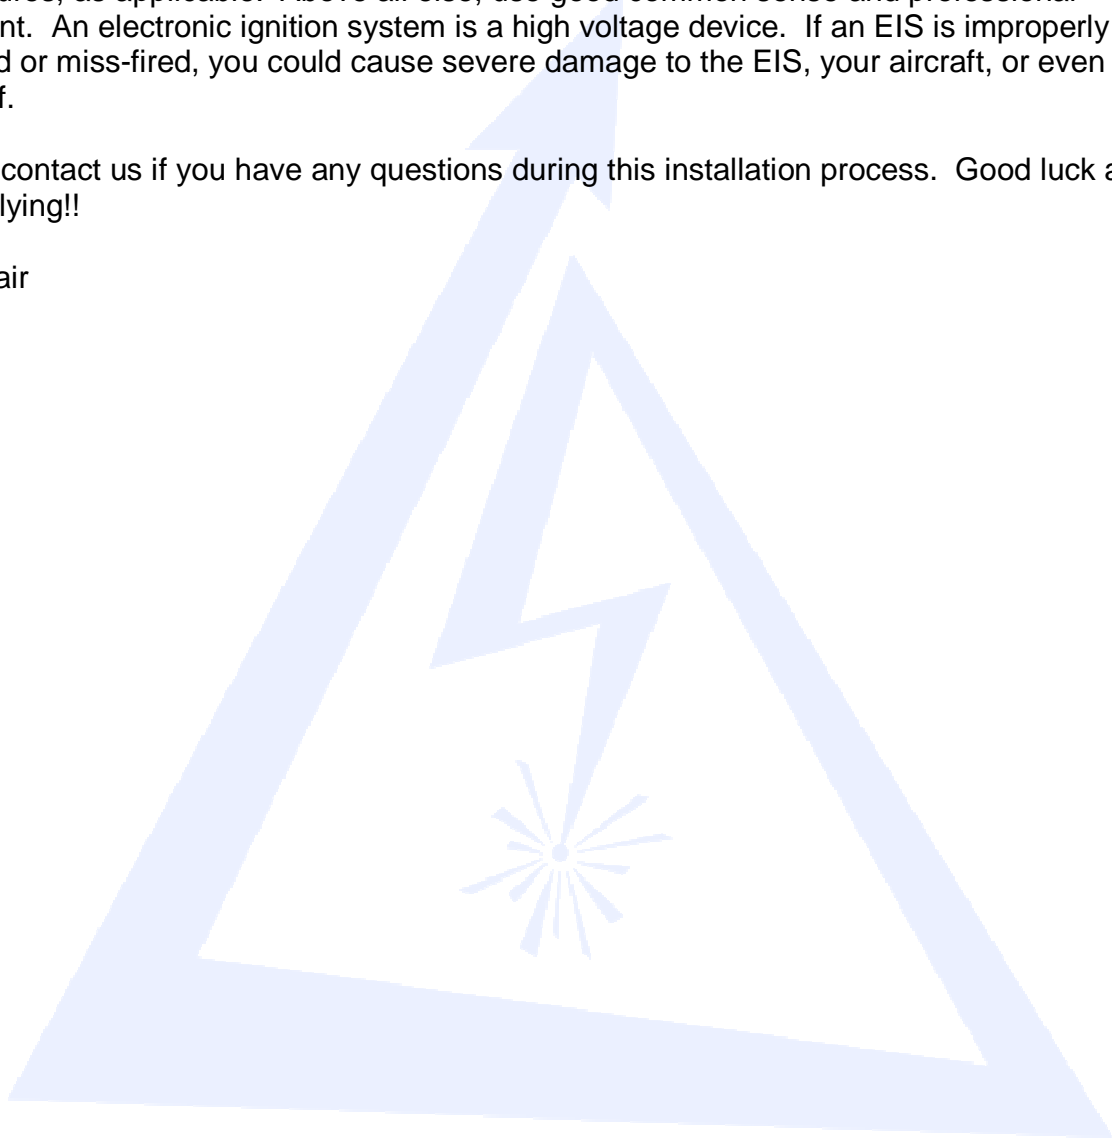 as applicable. Above all else, use good common sense and professional
nt. An electronic ignition system is a high voltage device. If an EIS is improperly
d or miss-fired, you could cause severe damage to the EIS, your aircraft, or even
f.
contact us if you have any questions during this installation process. Good luck a
lying!!
air